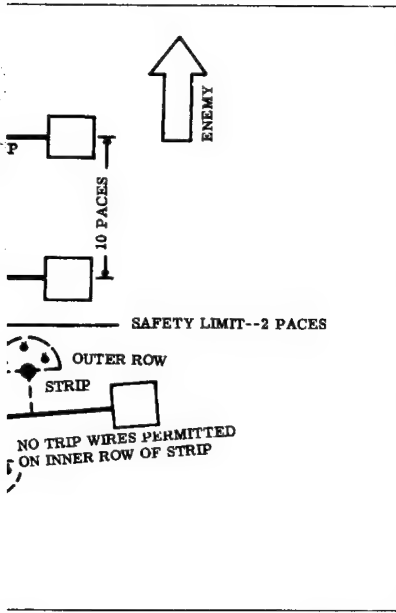 ENEMY
P
10 PACES
SAFETY LIMIT--2 PACES
OUTER ROW
STRIP
NO TRIP WIRES PERMITTED
ON INNER ROW OF STRIP